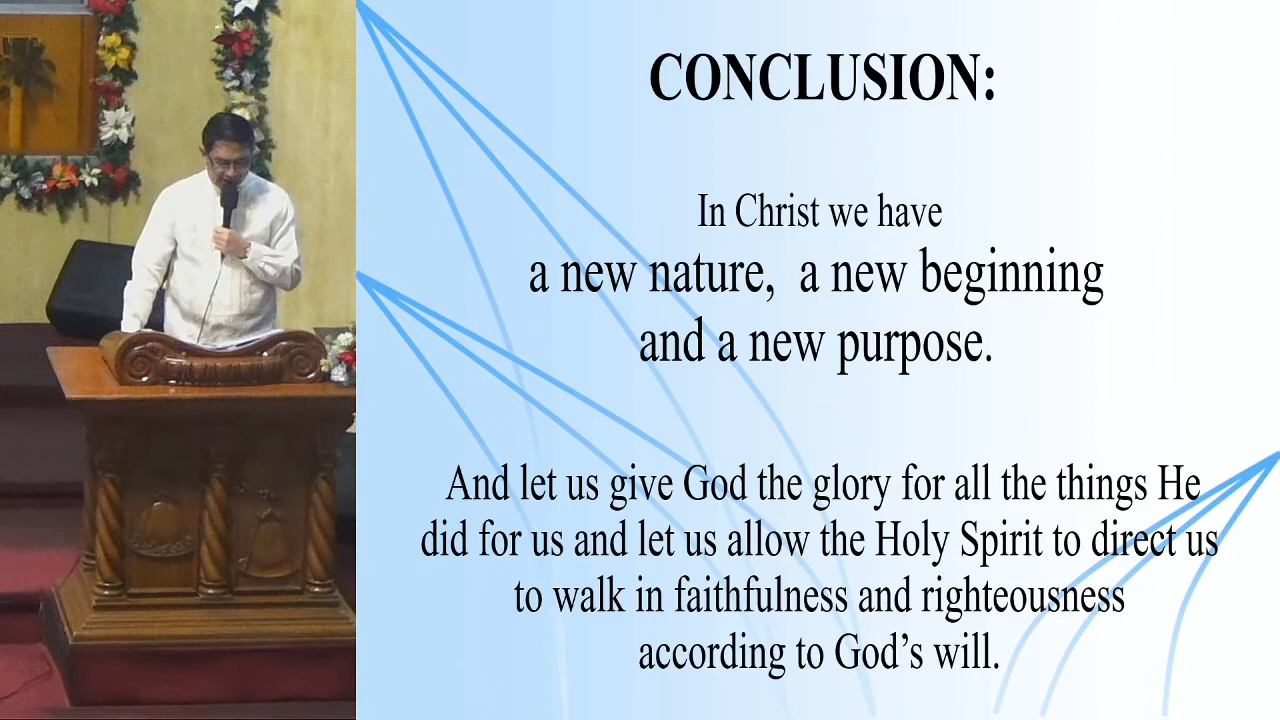 CONCLUSION:
In Christ we have
a new nature,  a new beginning
and a new purpose.
And let us give God the glory for all the things He
did for us and let us allow the Holy Spirit to direct us
to walk in faithfulness and righteousness
according to God’s will.